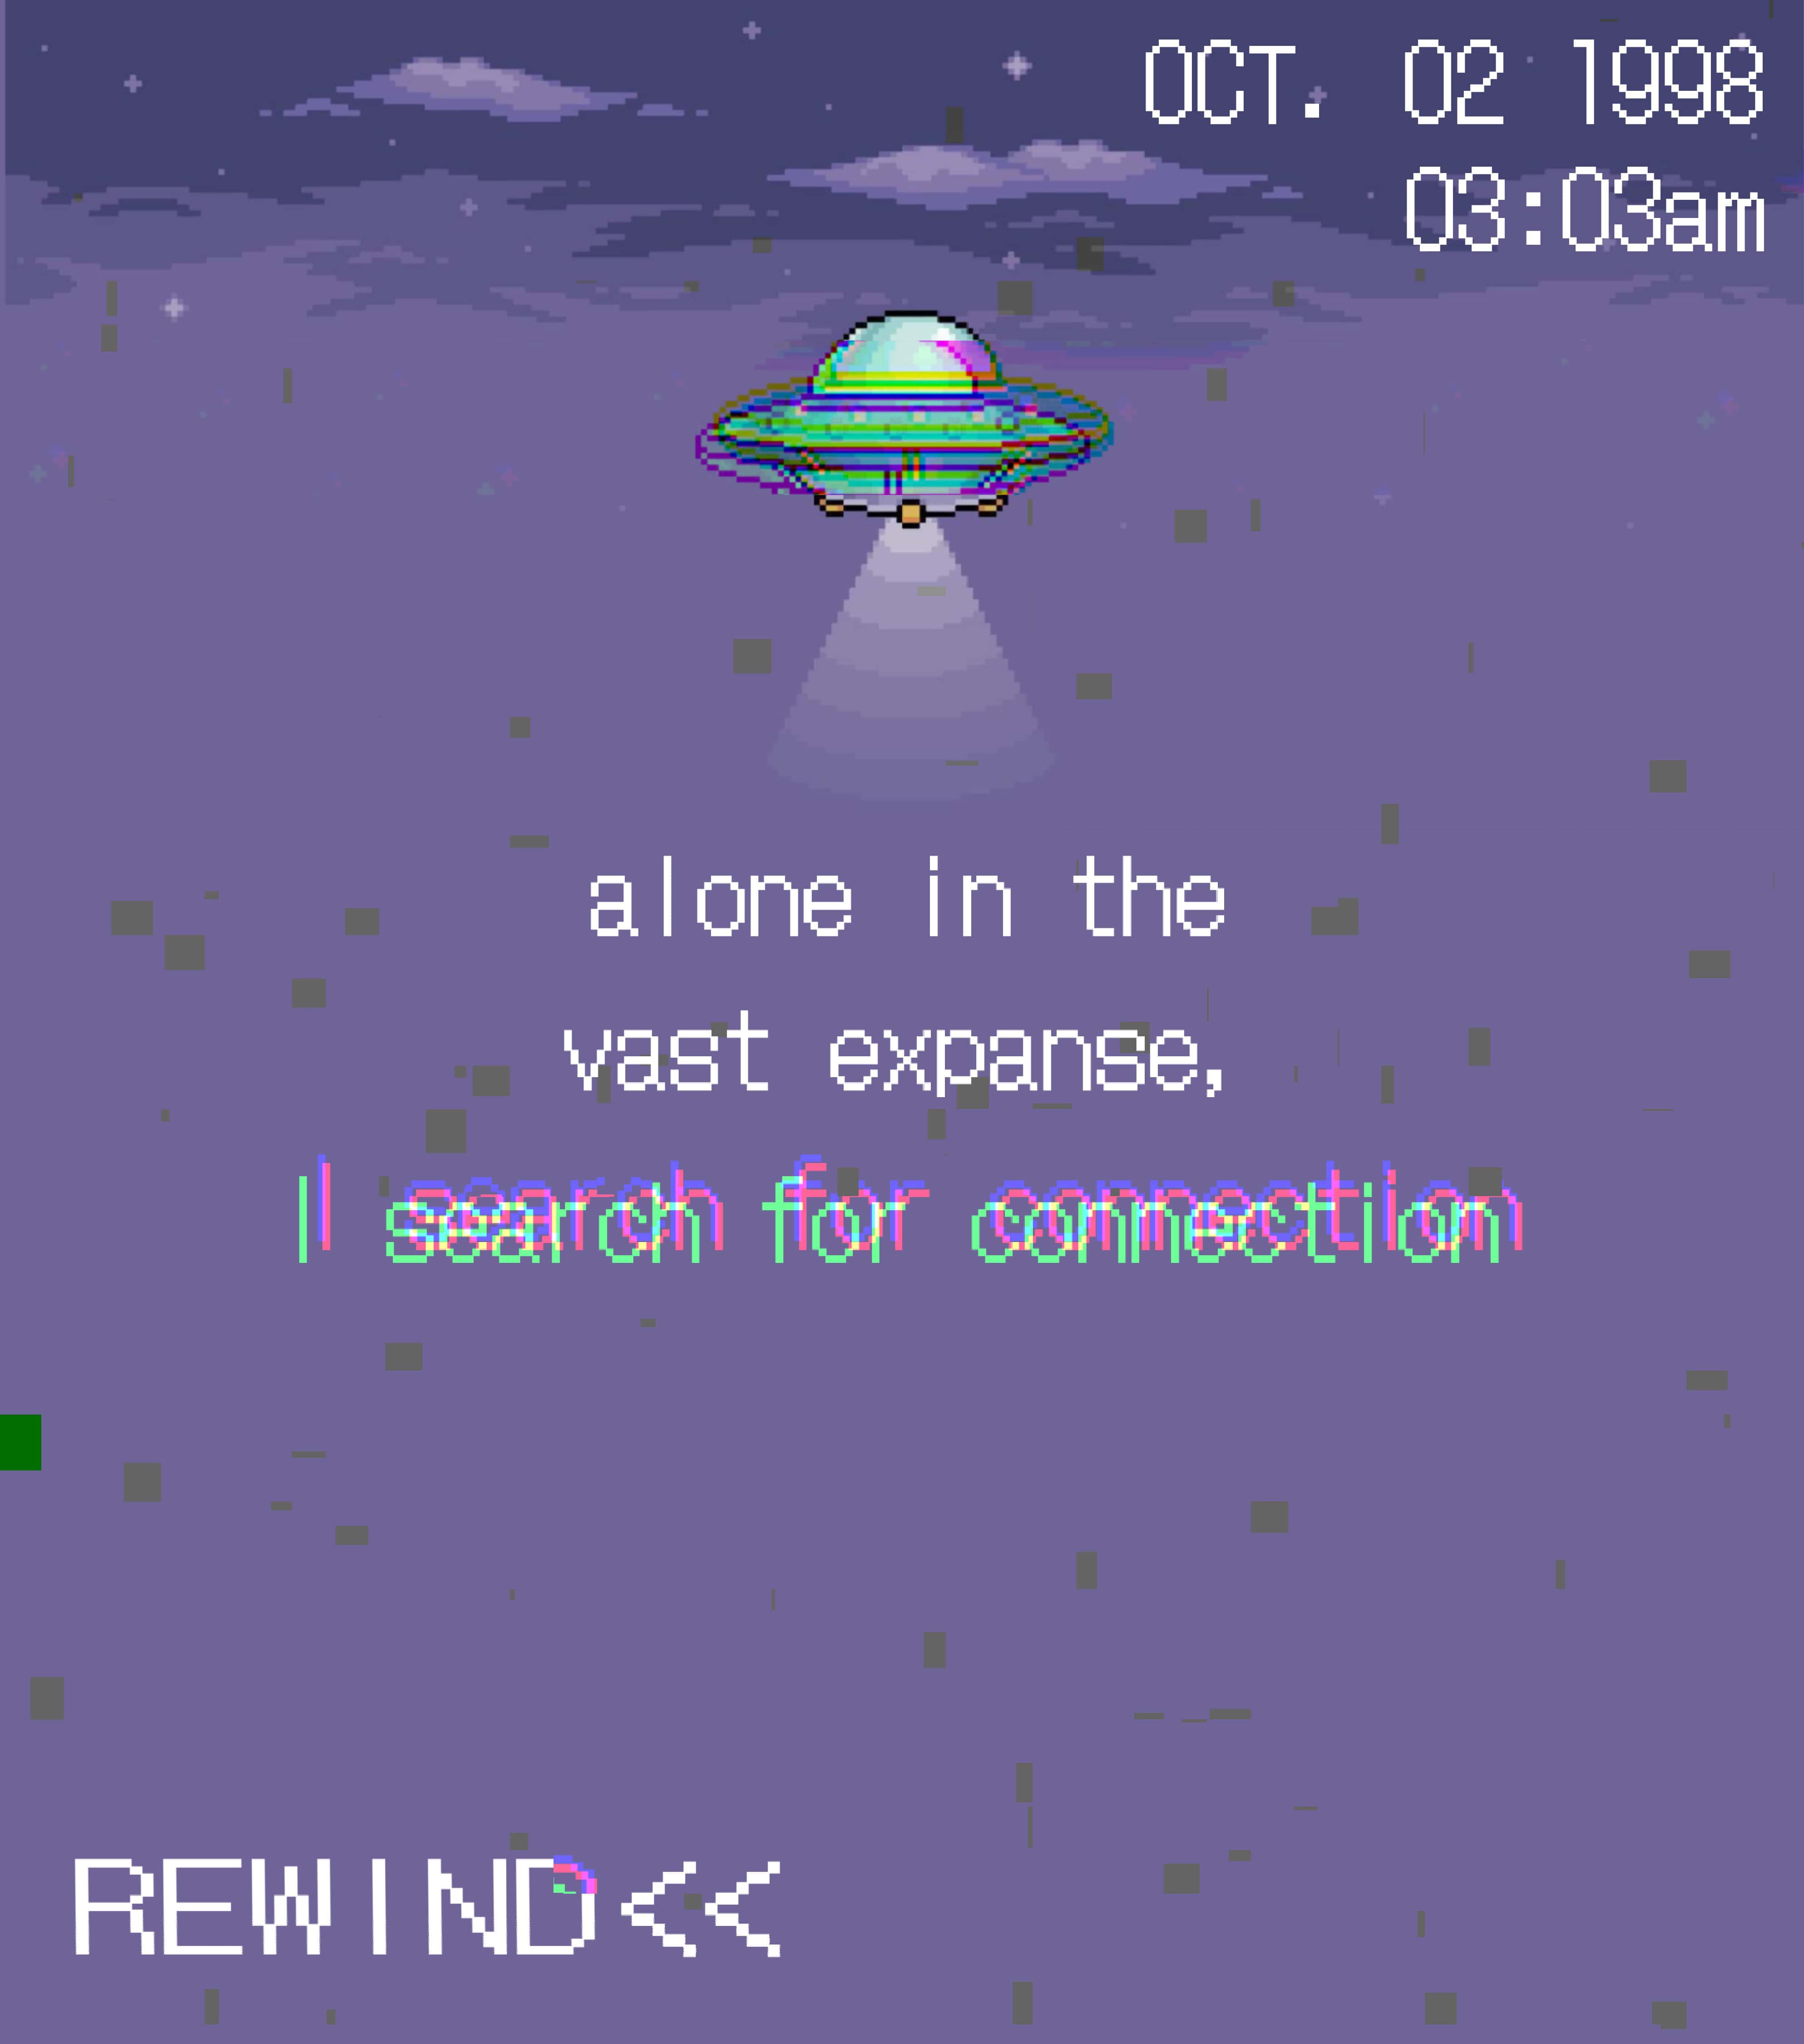 OCT. 02 1998
03:03am
alone in the
vast expanse,
I search for connection
REWIND<<